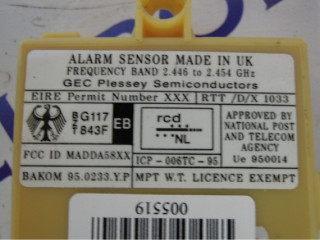 ALARM SENSOR MADE IN UK
FREQUENCY BAND 2.446 to 2.454 GHz
GEC Plessey Semiconductors
EIRE Permit Number XXX RTT /D/X 1033
B G117
T 843F
EB
rcd
***NL
APPROVED BY
NATIONAL POST
AND TELECOM
AGENCY
Ue 950014
FCC ID MADDA58XX
ICP -006TC- 95
BAKOM 95.0233.Y.P
MPT W.T. LICENCE EXEMPT
005519